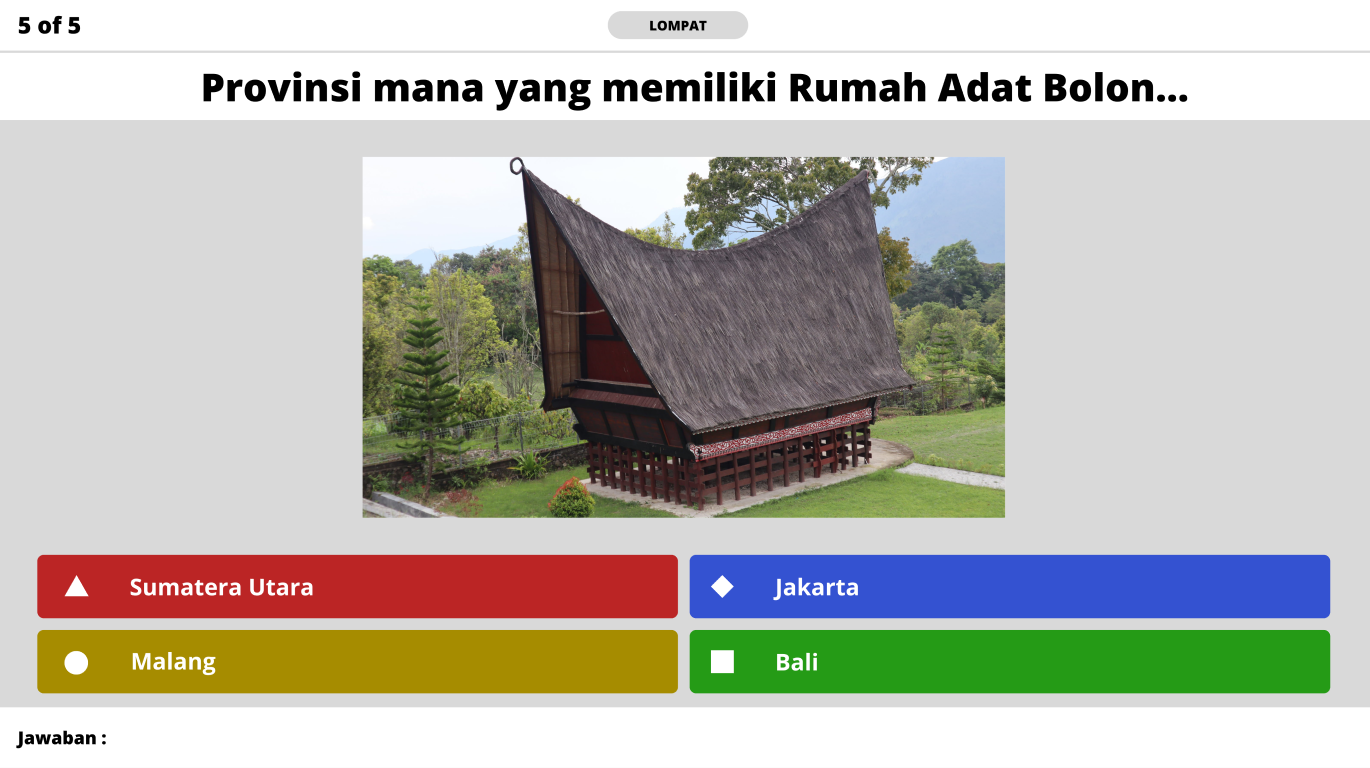 5 of 5
LOMPAT
Provinsi mana yang memiliki Rumah Adat Bolon...
Sumatera Utara
Jakarta
Malang
Bali
Jawaban :